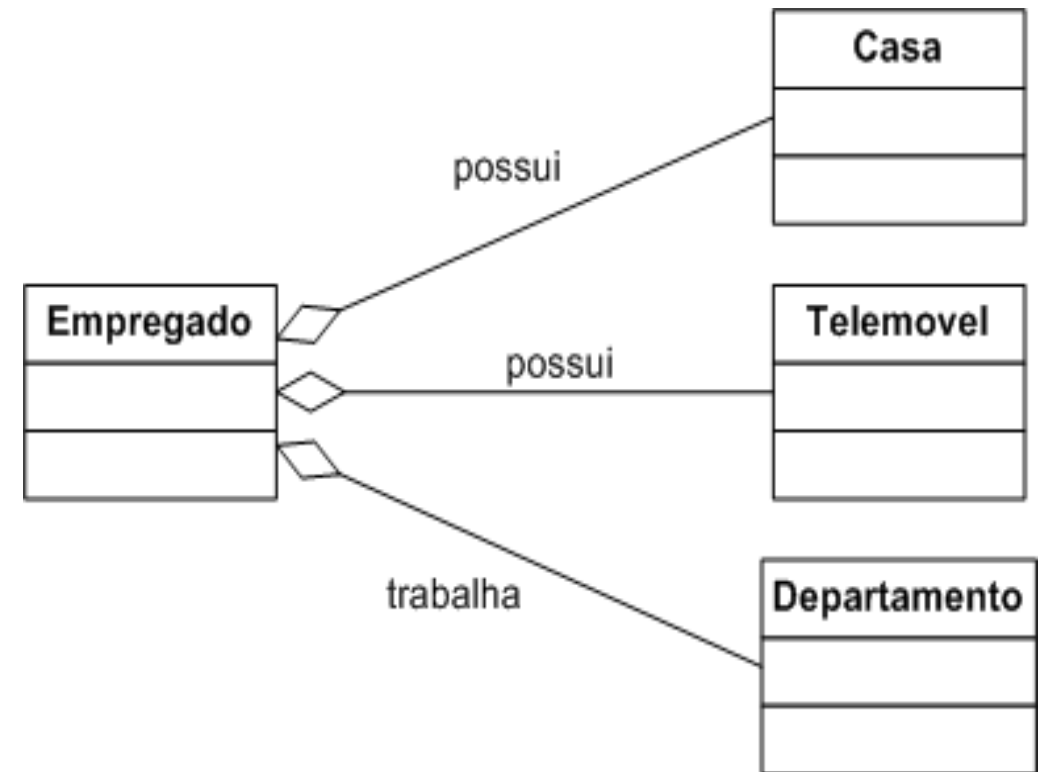 Casa
possui
Empregado
Telemovel
possui
trabalha
Departamento